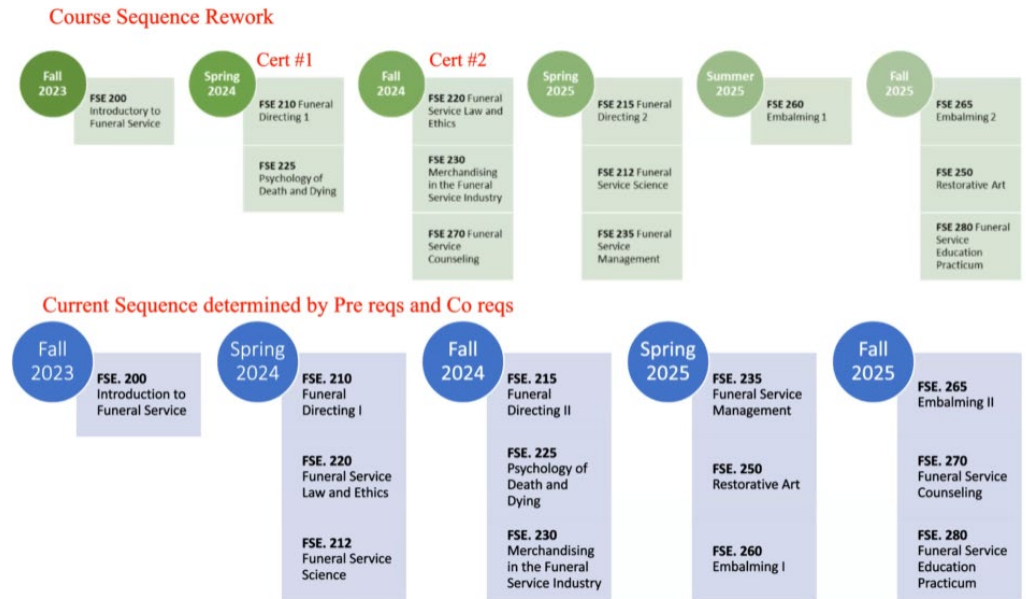 Course Sequence Rework
Fall
2023
FSE 200
Introductory to
Funeral Service
Spring
2024
Cert #1
FSE 210 Funeral
Directing 1
FSE 225
Psychology of
Death and Dying
Fall
2024
Cert #2
FSE 220 Funeral
Service Law and
Ethics
FSE 230
Merchandising
in the Funeral
Service Industry
FSE 270 Funeral
Service
Counseling
Spring
2025
FSE 215 Funeral
Directing 2
FSE 212 Funeral
Service Science
FSE 235 Funeral
Service
Management
Summer
2025
FSE 260
Embalming 1
Fall
2025
FSE 265
Embalming 2
FSE 250
Restorative Art
FSE 280 Funeral
Service
Education
Practicum
Current Sequence determined by Pre reqs and Co reqs
Fall
2023
FSE. 200
Introduction to
Funeral Service
Spring
2024
FSE. 210
Funeral
Directing I
FSE. 220
Funeral Service
Law and Ethics
FSE. 212
Funeral Service
Science
Fall
2024
FSE. 215
Funeral
Directing II
FSE. 225
Psychology of
Death and
Dying
FSE. 230
Merchandising
in the Funeral
Service Industry
Spring
2025
FSE. 235
Funeral Service
Management
FSE. 250
Restorative Art
FSE. 260
Embalming I
Fall
2025
FSE. 265
Embalming II
FSE. 270
Funeral Service
Counseling
FSE. 280
Funeral Service
Education
Practicum